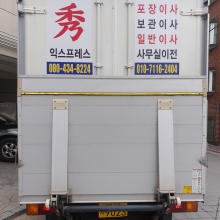 秀
익스프레스
080-434-8224
포장이사
보관이사
일반이사
사무실이전
010-7116-2404